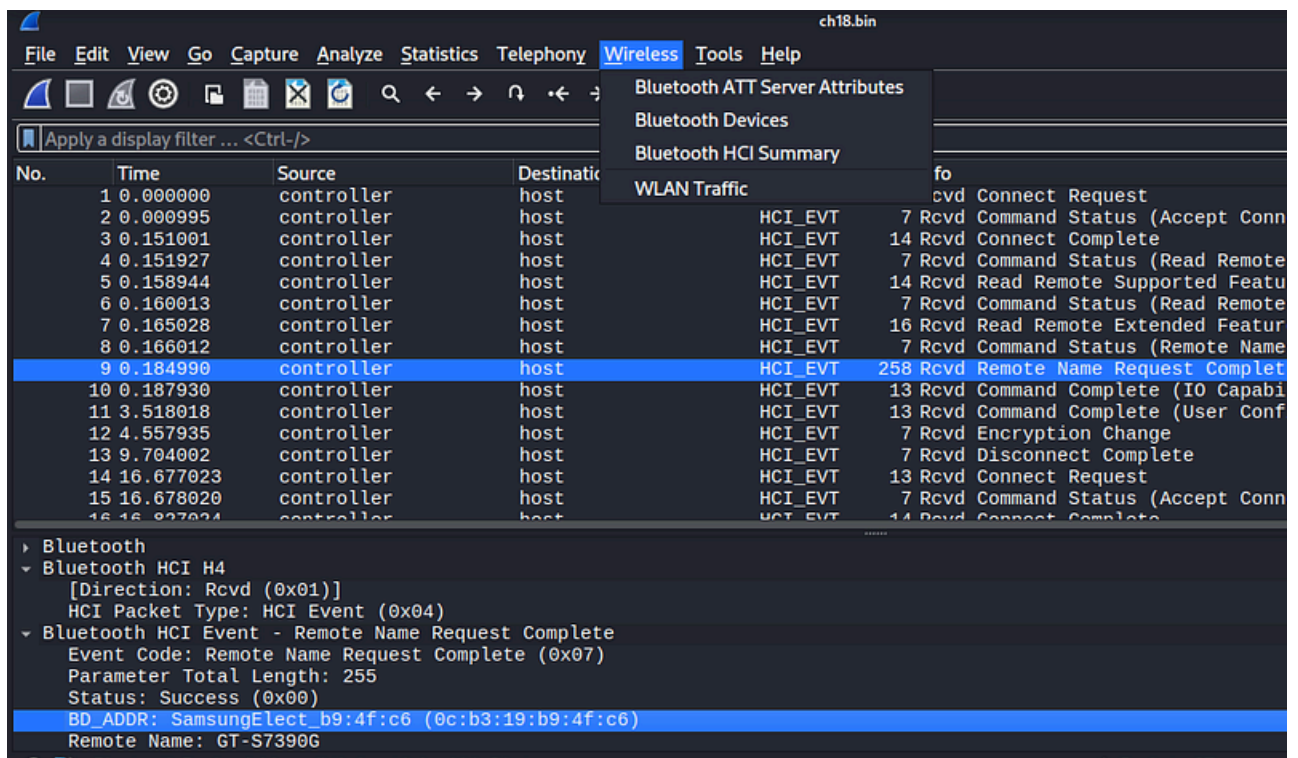 ch18.bin
File Edit View Go Capture Analyze Statistics Telephony Wireless Tools Help
Bluetooth ATT Server Attributes
Bluetooth Devices
Bluetooth HCI Summary
WLAN Traffic
Apply a display filter … <Ctrl-/>
No. Time Source Destinatio fo
1 0.000000 controller host cvd Connect Request
2 0.000995 controller host HCI_EVT 7 Rcvd Command Status (Accept Conn
3 0.151001 controller host HCI_EVT 14 Rcvd Connect Complete
4 0.151927 controller host HCI_EVT 7 Rcvd Command Status (Read Remote
5 0.158944 controller host HCI_EVT 14 Rcvd Read Remote Supported Featu
6 0.160013 controller host HCI_EVT 7 Rcvd Command Status (Read Remote
7 0.165028 controller host HCI_EVT 16 Rcvd Read Remote Extended Featur
8 0.166012 controller host HCI_EVT 7 Rcvd Command Status (Remote Name
9 0.184990 controller host HCI_EVT 258 Rcvd Remote Name Request Complet
10 0.187930 controller host HCI_EVT 13 Rcvd Command Complete (IO Capabi
11 3.518018 controller host HCI_EVT 13 Rcvd Command Complete (User Conf
12 4.557935 controller host HCI_EVT 7 Rcvd Encryption Change
13 9.704002 controller host HCI_EVT 7 Rcvd Disconnect Complete
14 16.677023 controller host HCI_EVT 13 Rcvd Connect Request
15 16.678020 controller host HCI_EVT 7 Rcvd Command Status (Accept Conn
16 16.827024 controller host HCI_EVT 14 Rcvd Connect Complete
Bluetooth
Bluetooth HCI H4
[Direction: Rcvd (0x01)]
HCI Packet Type: HCI Event (0x04)
Bluetooth HCI Event - Remote Name Request Complete
Event Code: Remote Name Request Complete (0x07)
Parameter Total Length: 255
Status: Success (0x00)
BD_ADDR: SamsungElect_b9:4f:c6 (0c:b3:19:b9:4f:c6)
Remote Name: GT-S7390G